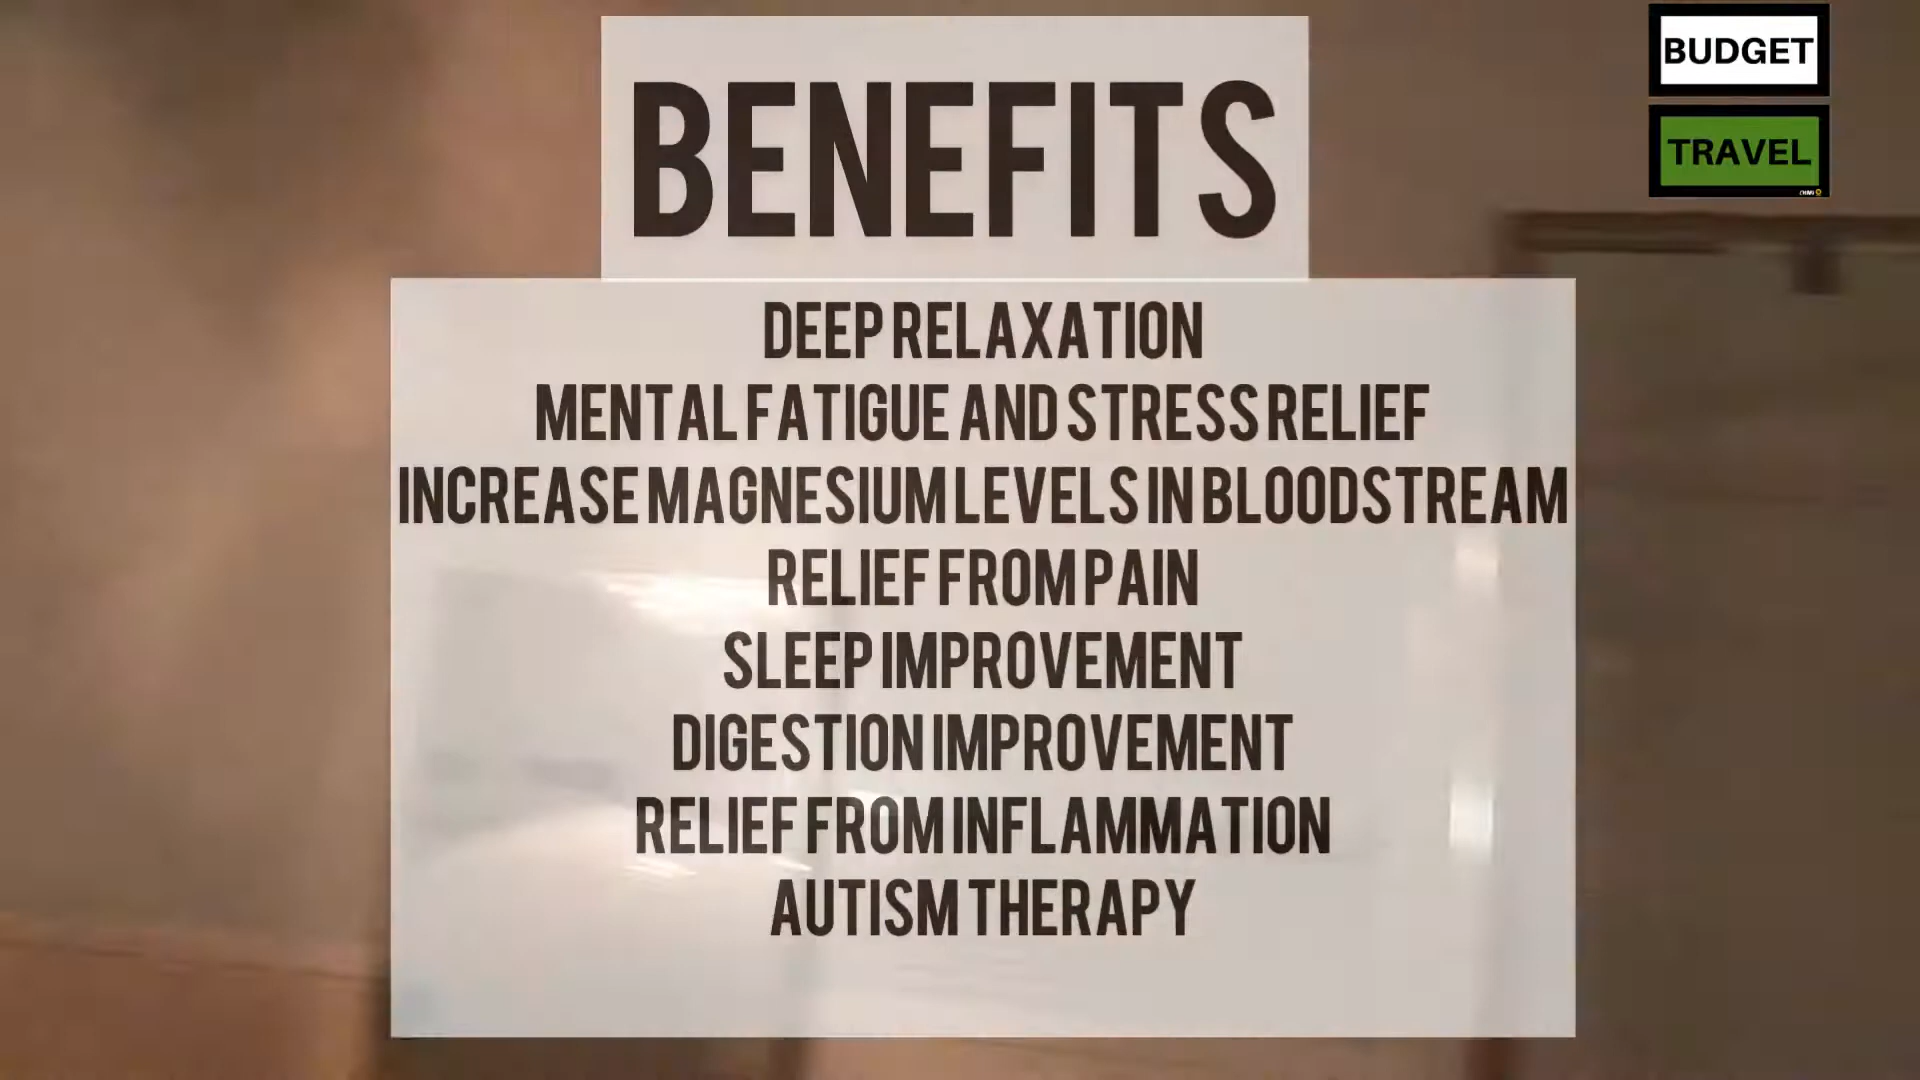 BENEFITS
DEEP RELAXATION
MENTAL FATIGUE AND STRESS RELIEF
INCREASE MAGNESIUM LEVELS IN BLOODSTREAM
RELIEF FROM PAIN
SLEEP IMPROVEMENT
DIGESTION IMPROVEMENT
RELIEF FROM INFLAMMATION
AUTISM THERAPY
BUDGET
TRAVEL